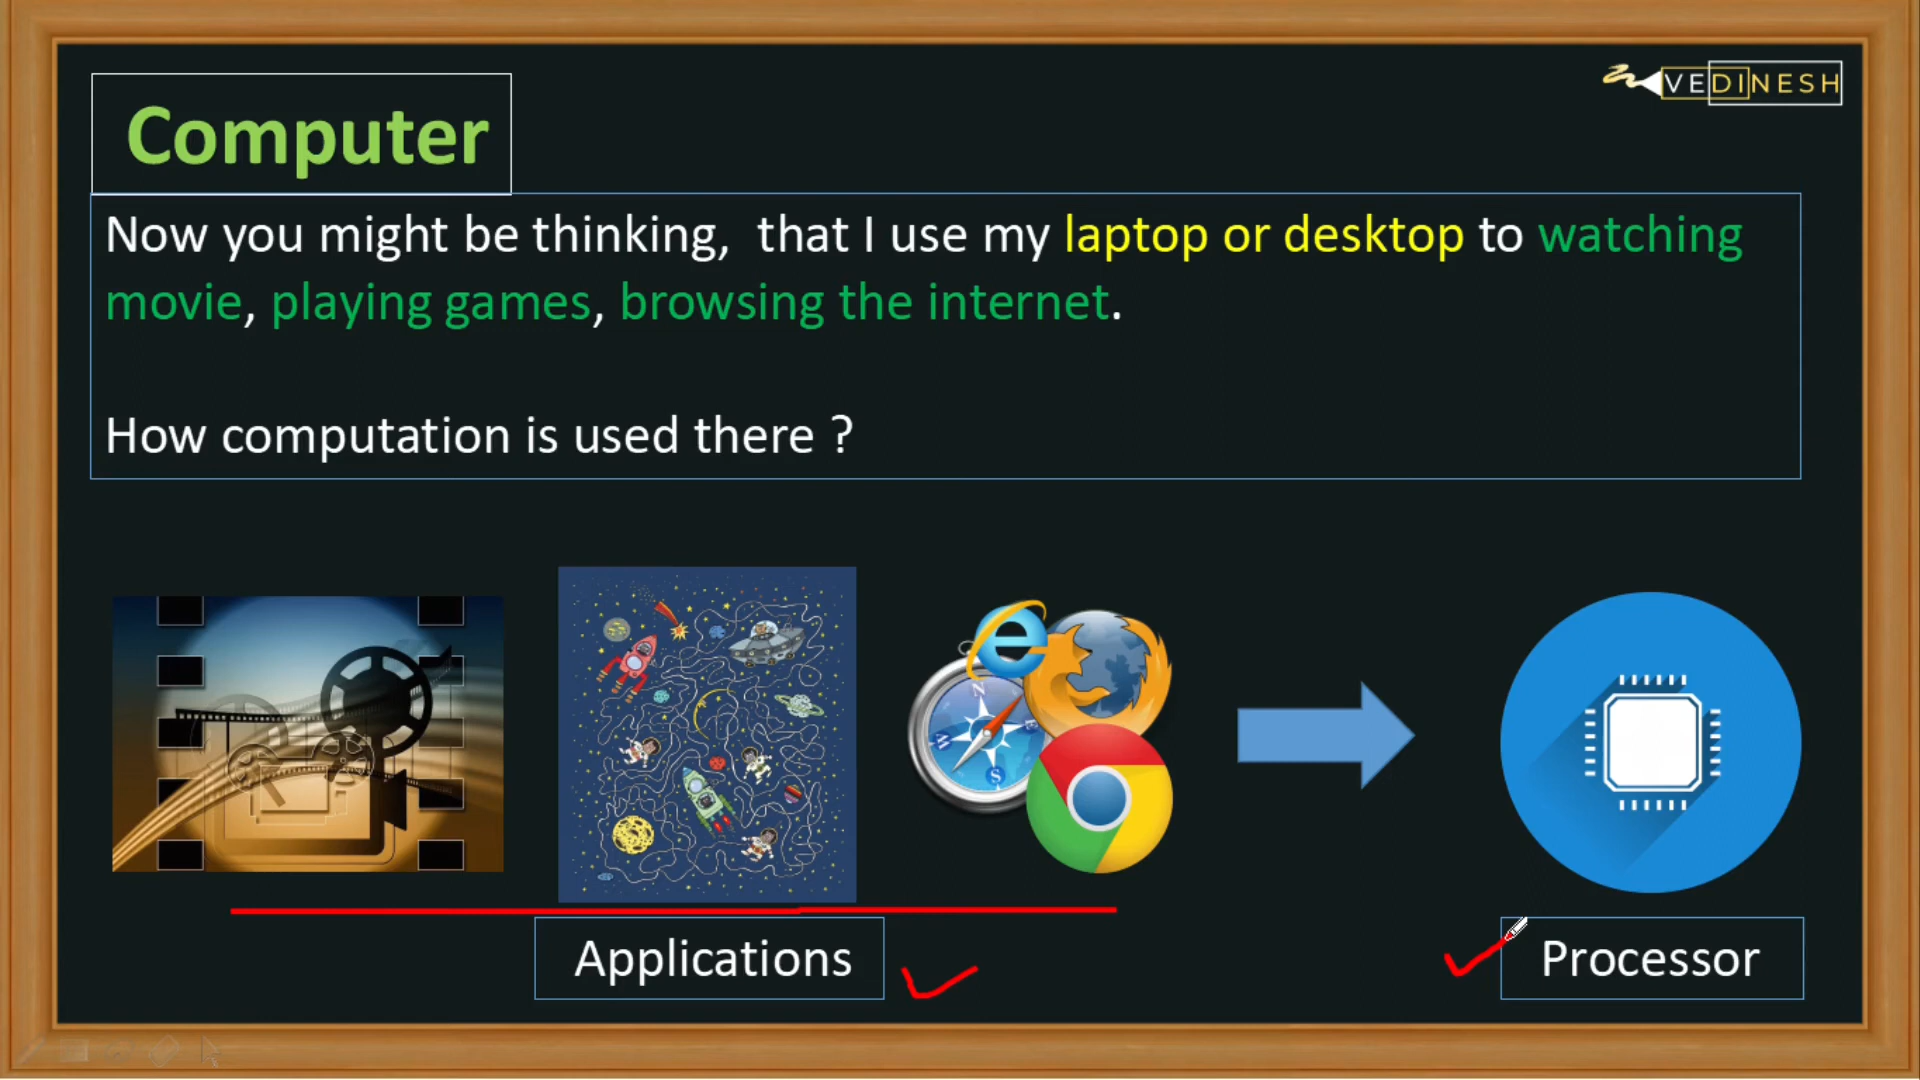 VEDINESH
Computer
Now you might be thinking, that I use my laptop or desktop to watching
movie, playing games, browsing the internet.
How computation is used there ?
N
W
E
S
Applications
Processor